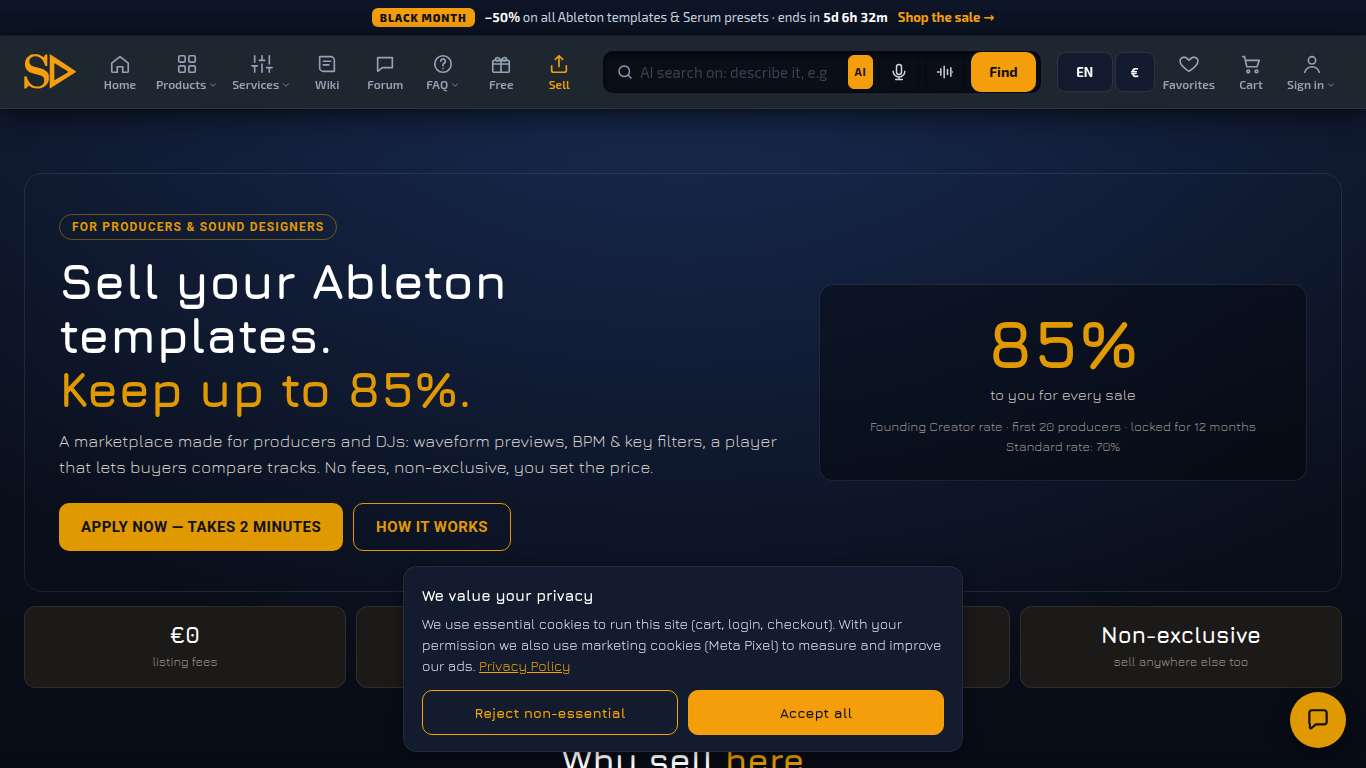 BLACK MONTH −50% on all Ableton templates & Serum presets · ends in 5d 6h 32m Shop the sale →
SD
Home
Products
Services
Wiki
Forum
FAQ
Free
Sell
AI search on: describe it, e.g
AI
Find
EN
€
Favorites
Cart
Sign in
FOR PRODUCERS & SOUND DESIGNERS
Sell your Ableton
templates.
Keep up to 85%.
A marketplace made for producers and DJs: waveform previews, BPM & key filters, a player
that lets buyers compare tracks. No fees, non-exclusive, you set the price.
APPLY NOW — TAKES 2 MINUTES
HOW IT WORKS
85%
to you for every sale
Founding Creator rate · first 20 producers · locked for 12 months
Standard rate: 70%
€0
listing fees
Non-exclusive
sell anywhere else too
We value your privacy
We use essential cookies to run this site (cart, login, checkout). With your
permission we also use marketing cookies (Meta Pixel) to measure and improve
our ads. Privacy Policy
Reject non-essential
Accept all
Why sell here